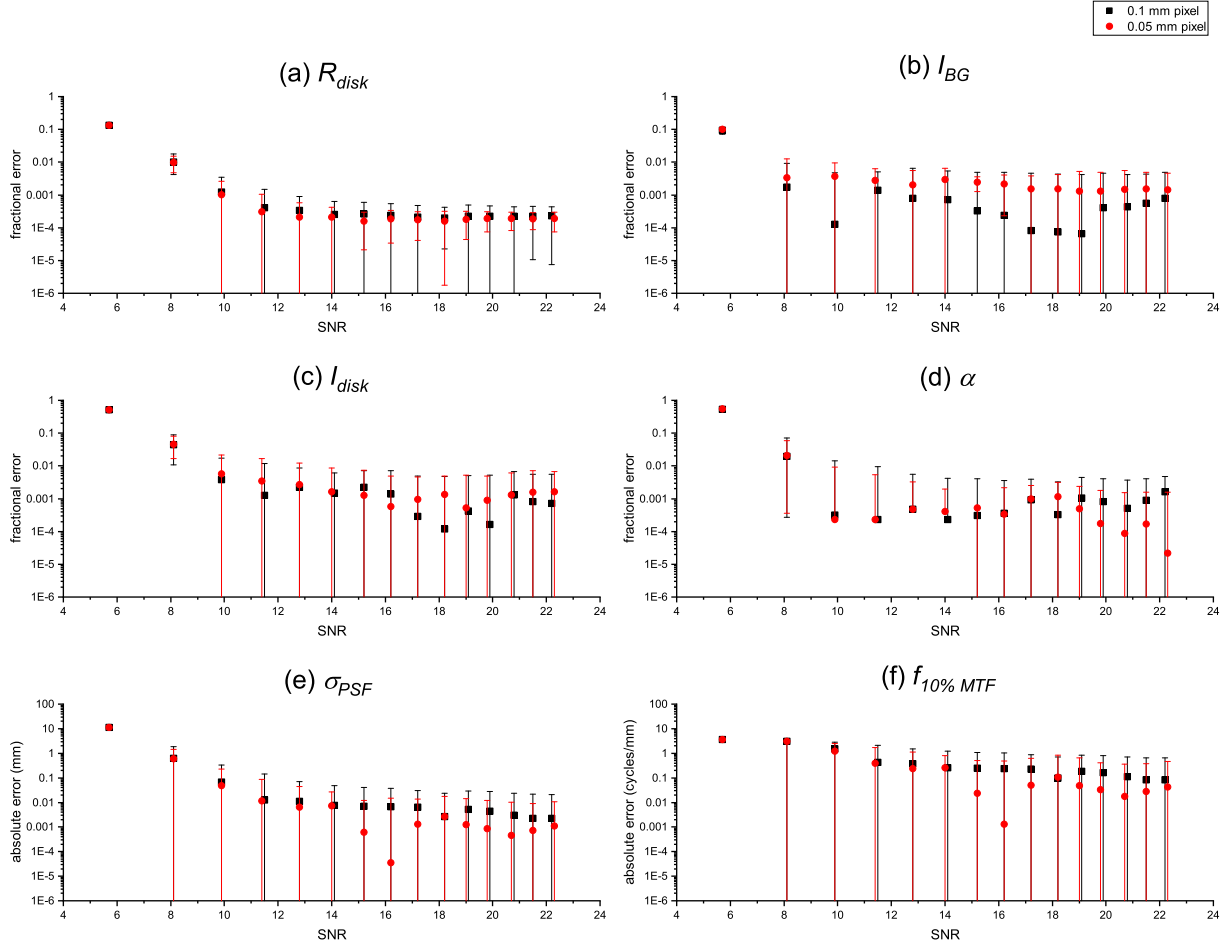 0.1 mm pixel
0.05 mm pixel
(a) R_disk
fractional error
1
0.1
0.01
0.001
1E-4
1E-5
1E-6
4 6 8 10 12 14 16 18 20 22 24
SNR
(b) I_BG
fractional error
1
0.1
0.01
0.001
1E-4
1E-5
1E-6
4 6 8 10 12 14 16 18 20 22 24
SNR
(c) I_disk
fractional error
1
0.1
0.01
0.001
1E-4
1E-5
1E-6
4 6 8 10 12 14 16 18 20 22 24
SNR
(d) α
fractional error
1
0.1
0.01
0.001
1E-4
1E-5
1E-6
4 6 8 10 12 14 16 18 20 22 24
SNR
(e) σ_PSF
absolute error (mm)
100
10
1
0.1
0.01
0.001
1E-4
1E-5
1E-6
4 6 8 10 12 14 16 18 20 22 24
SNR
(f) f_10% MTF
absolute error (cycles/mm)
100
10
1
0.1
0.01
0.001
1E-4
1E-5
1E-6
4 6 8 10 12 14 16 18 20 22 24
SNR